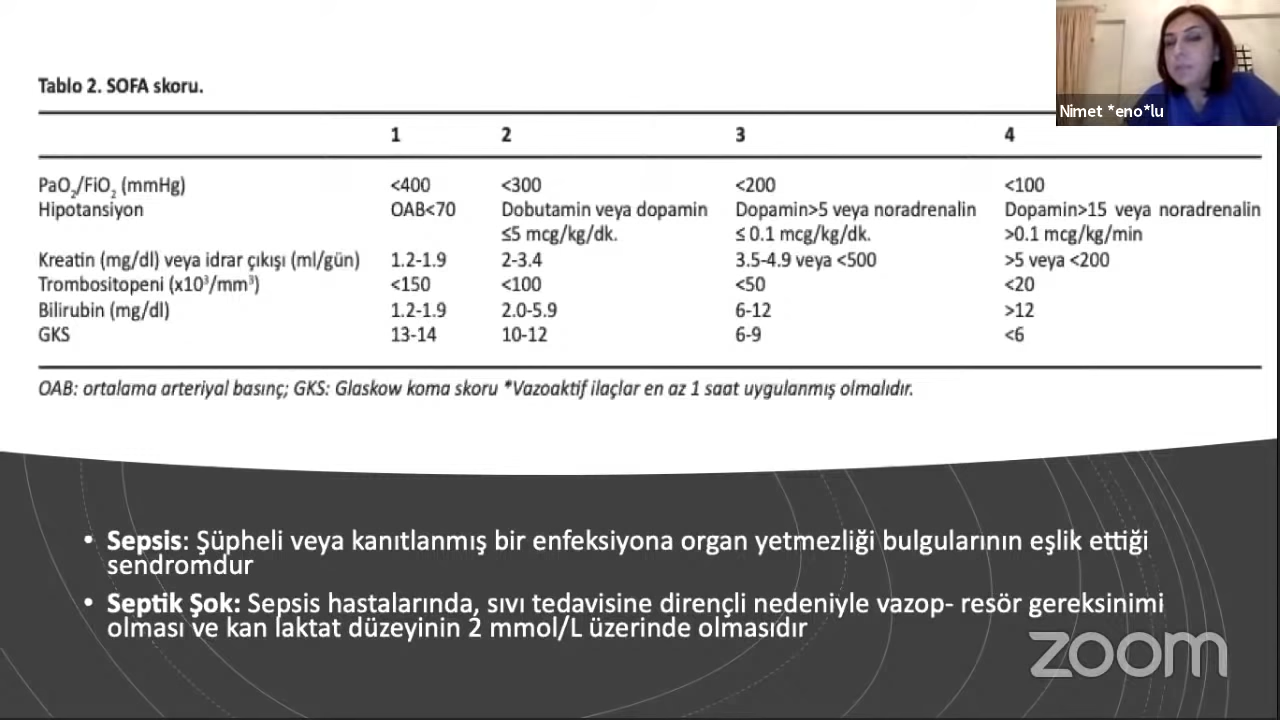 Nimet *eno*lu
Tablo 2. SOFA skoru.
1 2 3 4
PaO2/FiO2 (mmHg) <400 <300 <200 <100
Hipotansiyon OAB<70 Dobutamin veya dopamin Dopamin>5 veya noradrenalin Dopamin>15 veya noradrenalin
≤5 mcg/kg/dk. ≤ 0.1 mcg/kg/dk. >0.1 mcg/kg/min
Kreatin (mg/dl) veya idrar çıkışı (ml/gün) 1.2-1.9 2-3.4 3.5-4.9 veya <500 >5 veya <200
Trombositopeni (x10³/mm³) <150 <100 <50 <20
Bilirubin (mg/dl) 1.2-1.9 2.0-5.9 6-12 >12
GKS 13-14 10-12 6-9 <6
OAB: ortalama arteriyal basınç; GKS: Glaskow koma skoru *Vazoaktif ilaçlar en az 1 saat uygulanmış olmalıdır.
• Sepsis: Şüpheli veya kanıtlanmış bir enfeksiyona organ yetmezliği bulgularının eşlik ettiği
sendromdur
• Septik Şok: Sepsis hastalarında, sıvı tedavisine dirençli nedeniyle vazop- resör gereksinimi
olması ve kan laktat düzeyinin 2 mmol/L üzerinde olmasıdır
zoom